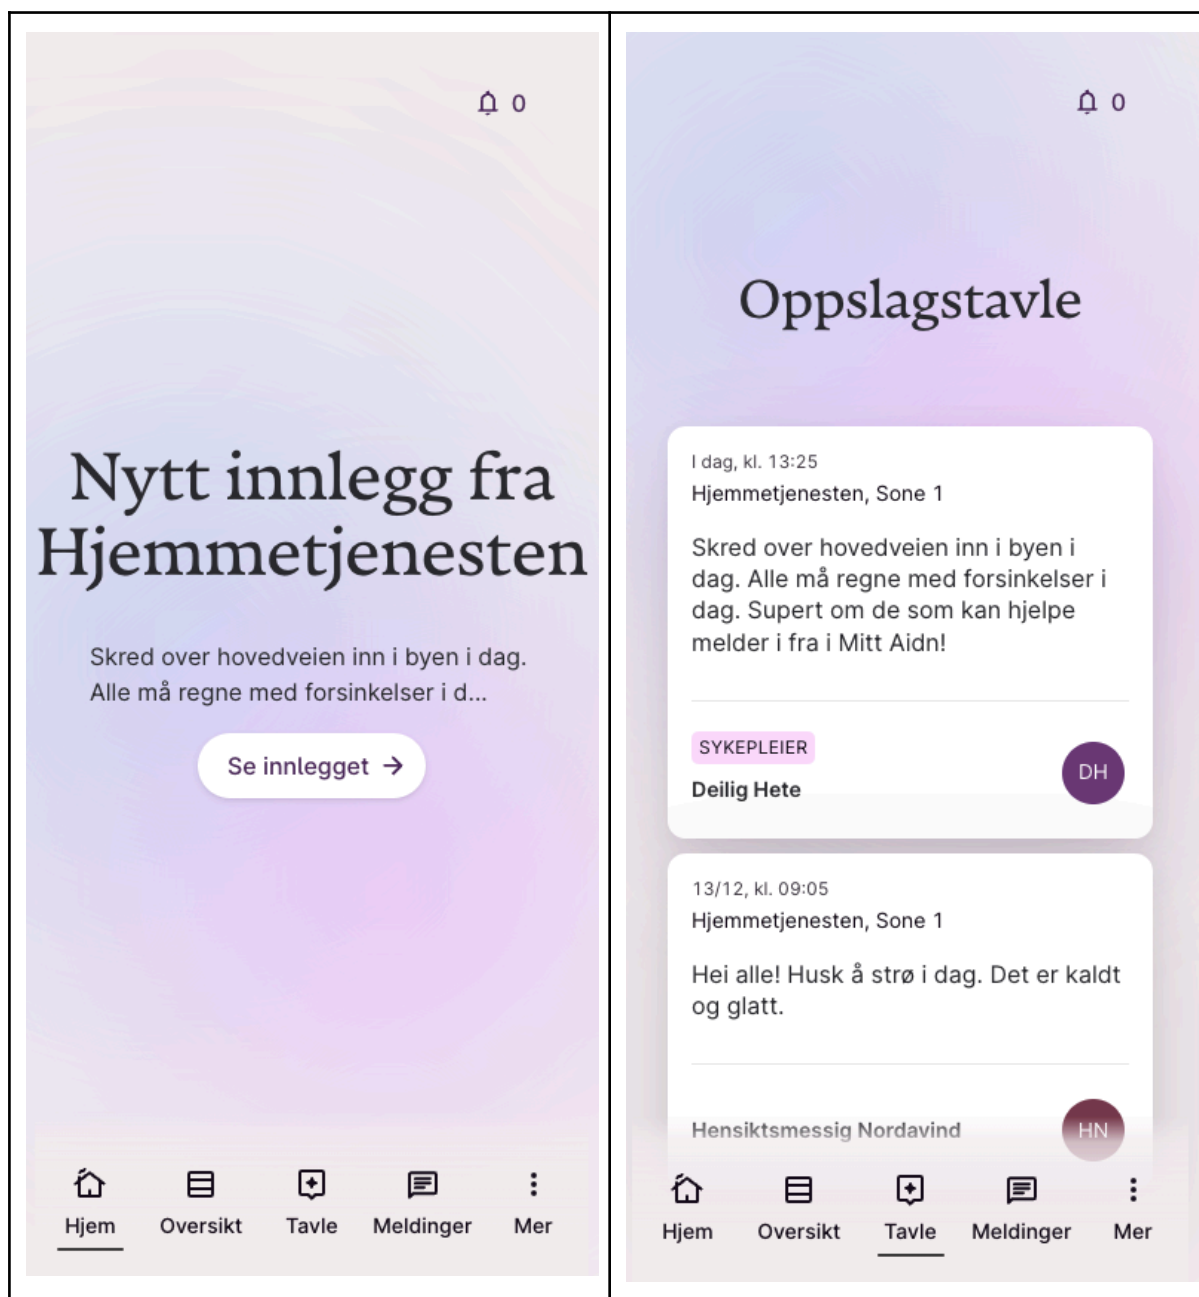 0
Nytt innlegg fra
Hjemmetjenesten
Skred over hovedveien inn i byen i dag.
Alle må regne med forsinkelser i d...
Se innlegget →
Hjem
Oversikt
Tavle
Meldinger
Mer
0
Oppslagstavle
I dag, kl. 13:25
Hjemmetjenesten, Sone 1
Skred over hovedveien inn i byen i
dag. Alle må regne med forsinkelser i
dag. Supert om de som kan hjelpe
melder i fra i Mitt Aidn!
SYKEPLEIER
Deilig Hete
DH
13/12, kl. 09:05
Hjemmetjenesten, Sone 1
Hei alle! Husk å strø i dag. Det er kaldt
og glatt.
Hensiktsmessig Nordavind
HN
Hjem
Oversikt
Tavle
Meldinger
Mer